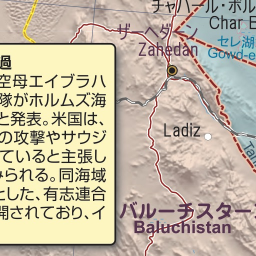 チャハール・ボル
Char B
ザーヘダーン
Zahedan
セレ湖
Gowd-e
過
空母エイブラハ
隊がホルムズ海
と発表。米国は、
の攻撃やサウジ
ていると主張し
みられる。同海域
とした、有志連合
開されており、イ
Ladiz
バルーチスター
Baluchistan